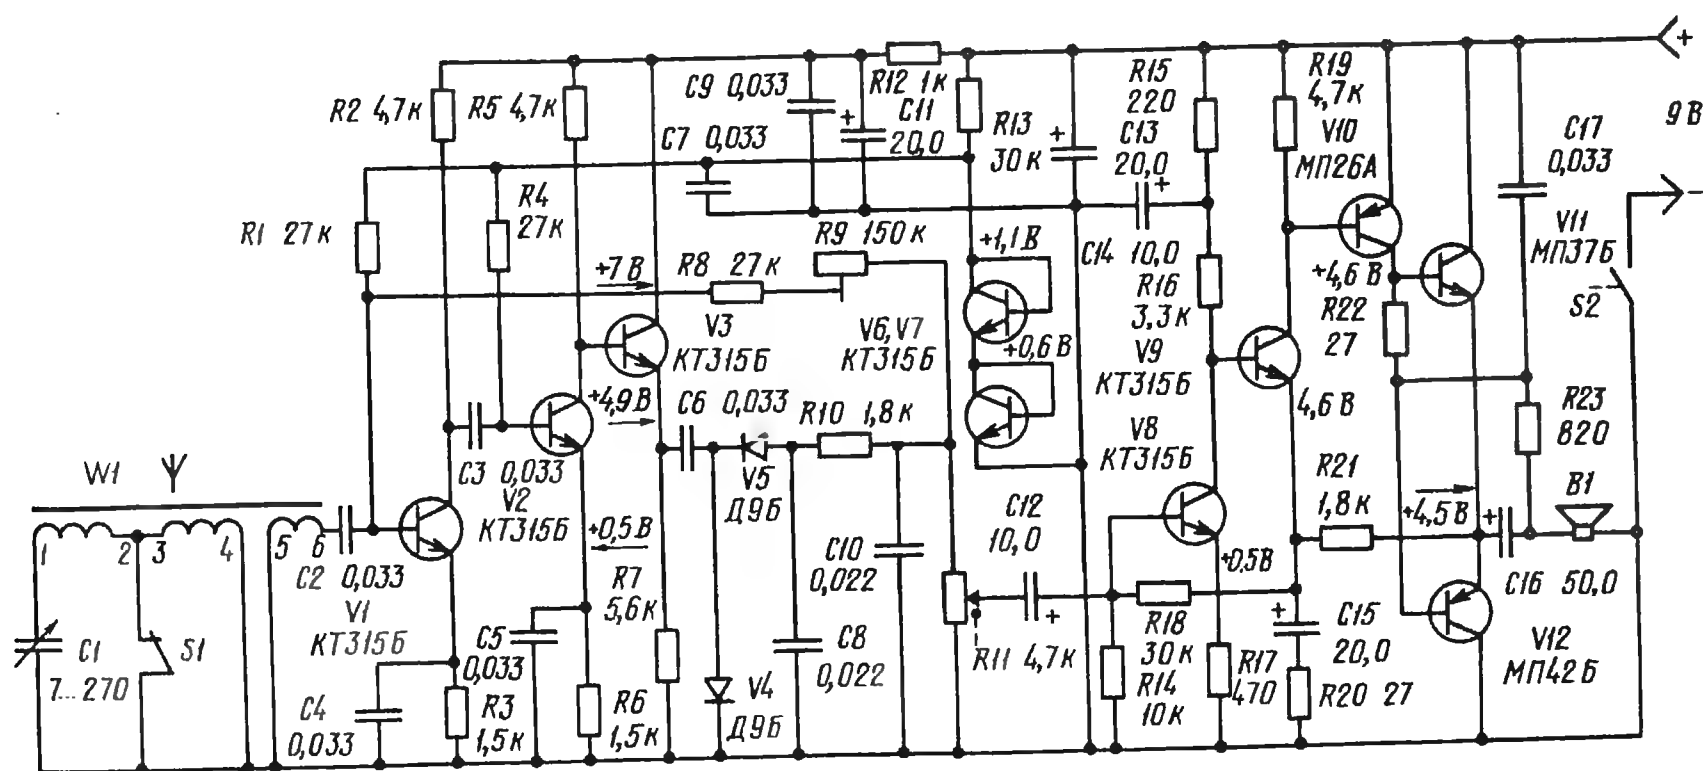 +
9 В
−
R2 4,7к
R5 4,7к
C9 0,033
R12 1к
C11
20,0
C7 0,033
R13
30к
R15
220
C13
20,0
R19
4,7к
V10
МП26А
C17
0,033
V11
МП37Б
S2
R1 27к
R4
27к
R8 27к
R9 150к
+7 В
+1,1 В
+0,6 В
C14 10,0
R16
3,3к
+4,6 В
R22
27
V3
КТ315Б
V6,V7
КТ315Б
V9
КТ315Б
4,6 В
R23
820
+4,9 В
C6 0,033
R10 1,8к
V8
КТ315Б
C3 0,033
V2
КТ315Б
V5
Д9Б
C12
10,0
R21
1,8к
+4,5 В
B1
W1
1
2
3
4
5
6
C2 0,033
V1
КТ315Б
+0,5 В
R7
5,6к
C10
0,022
+0,5В
C16 50,0
C1
7...270
S1
C5
0,033
C8
0,022
R11 4,7к
R18
30к
R14
10к
R17
470
C15
20,0
R20 27
V12
МП42Б
C4
0,033
R3
1,5к
R6
1,5к
V4
Д9Б